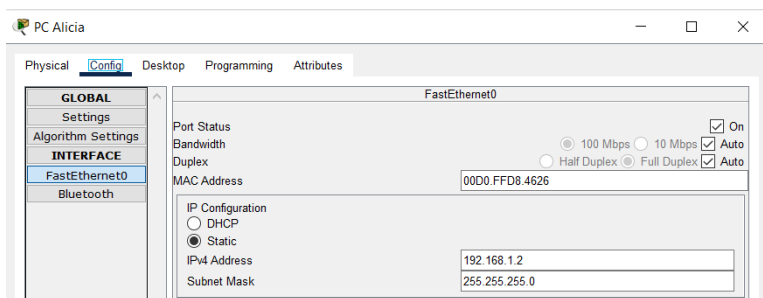 PC Alicia
Physical Config Desktop Programming Attributes
GLOBAL
Settings
Algorithm Settings
INTERFACE
FastEthernet0
Bluetooth
FastEthernet0
Port Status On
Bandwidth 100 Mbps 10 Mbps Auto
Duplex Half Duplex Full Duplex Auto
MAC Address 00D0.FFD8.4626
IP Configuration
DHCP
Static
IPv4 Address 192.168.1.2
Subnet Mask 255.255.255.0